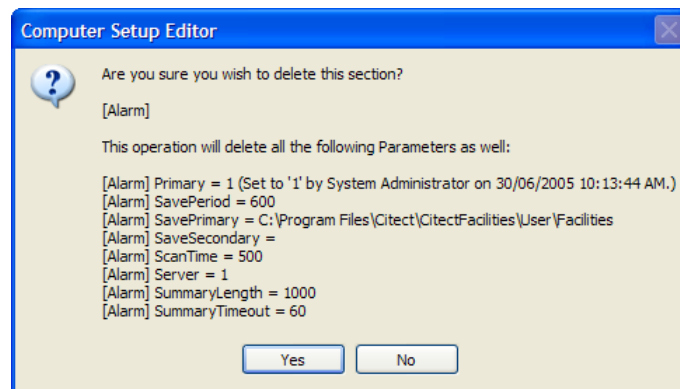 Computer Setup Editor
Are you sure you wish to delete this section?
[Alarm]
This operation will delete all the following Parameters as well:
[Alarm] Primary = 1 (Set to '1' by System Administrator on 30/06/2005 10:13:44 AM.)
[Alarm] SavePeriod = 600
[Alarm] SavePrimary = C:\Program Files\Citect\CitectFacilities\User\Facilities
[Alarm] SaveSecondary =
[Alarm] ScanTime = 500
[Alarm] Server = 1
[Alarm] SummaryLength = 1000
[Alarm] SummaryTimeout = 60
Yes No